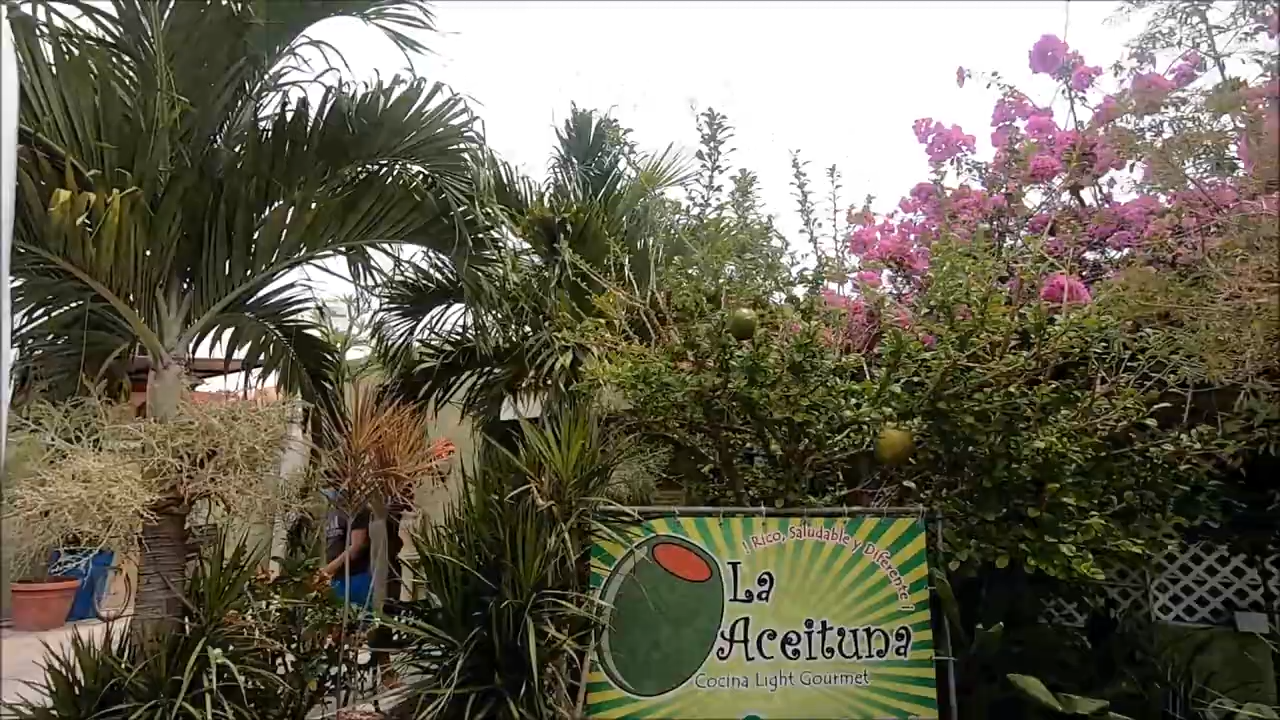 ! Rico, Saludable y Diferente !
La
Aceituna
Cocina Light Gourmet